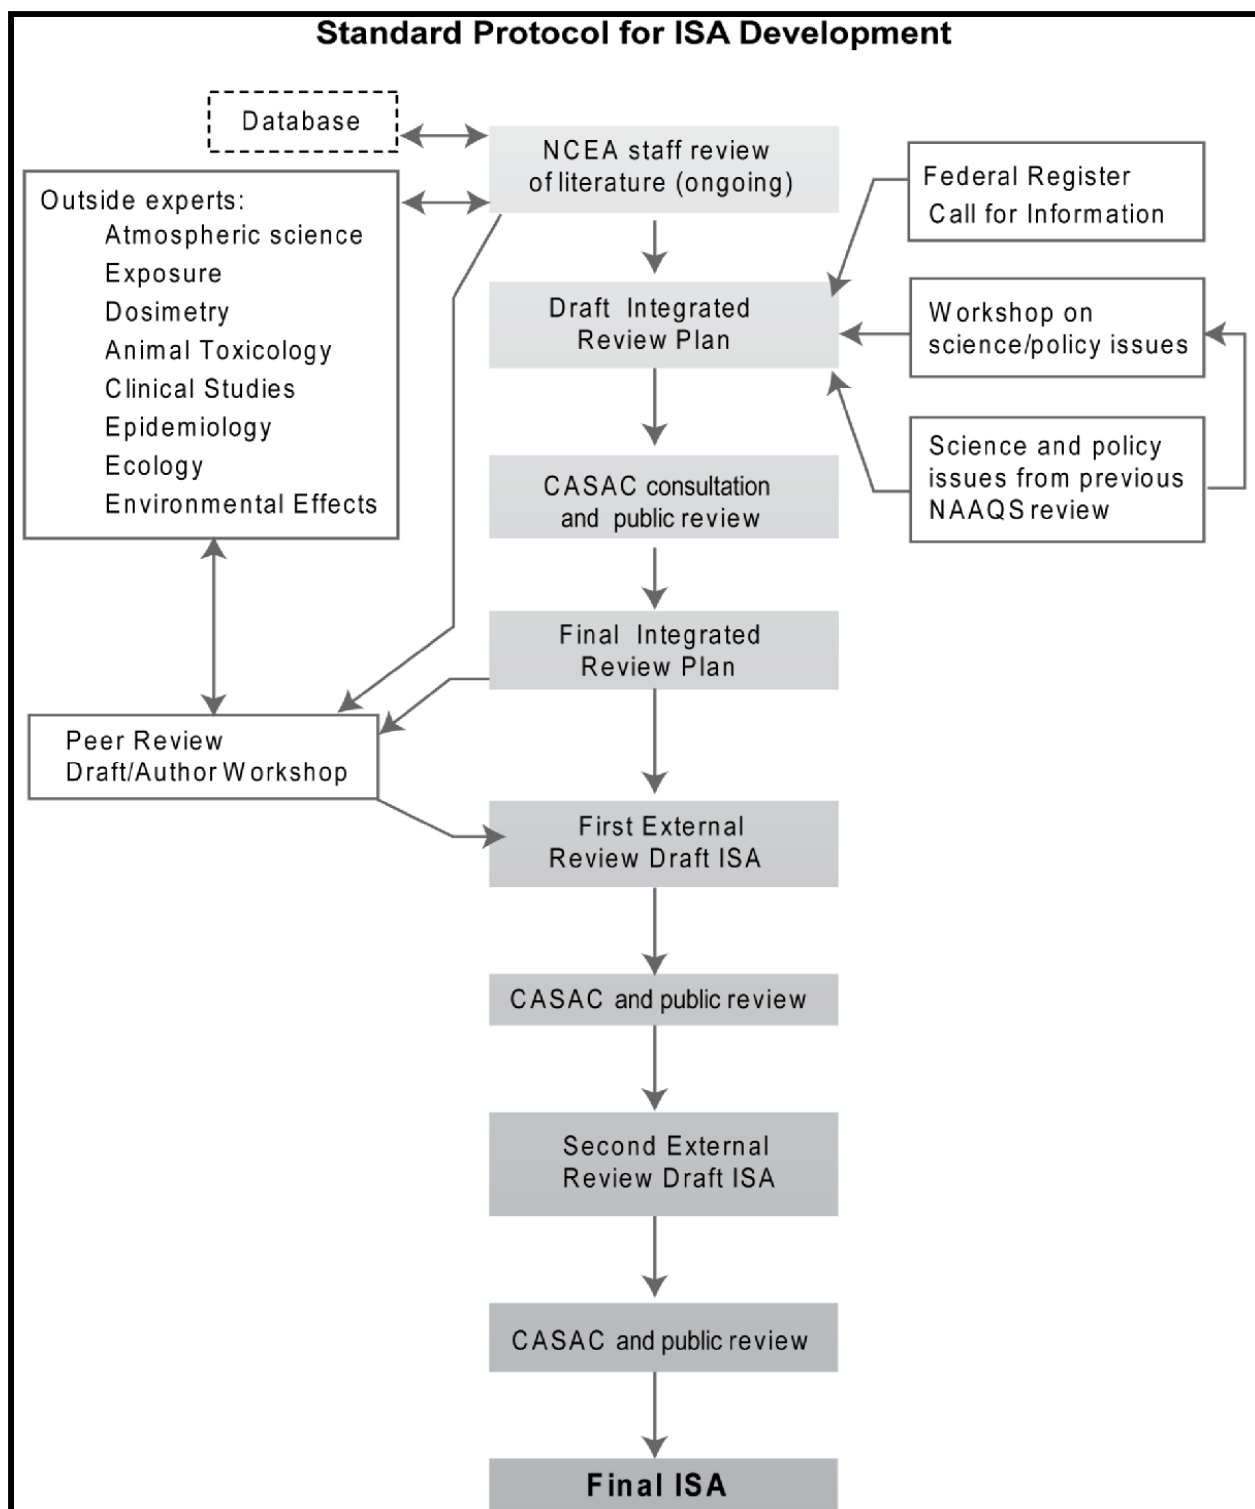 Standard Protocol for ISA Development
Database
NCEA staff review
of literature (ongoing)
Outside experts:
Atmospheric science
Exposure
Dosimetry
Animal Toxicology
Clinical Studies
Epidemiology
Ecology
Environmental Effects
Federal Register
Call for Information
Draft Integrated
Review Plan
Workshop on
science/policy issues
Science and policy
issues from previous
NAAQS review
CASAC consultation
and public review
Final Integrated
Review Plan
Peer Review
Draft/Author Workshop
First External
Review Draft ISA
CASAC and public review
Second External
Review Draft ISA
CASAC and public review
Final ISA